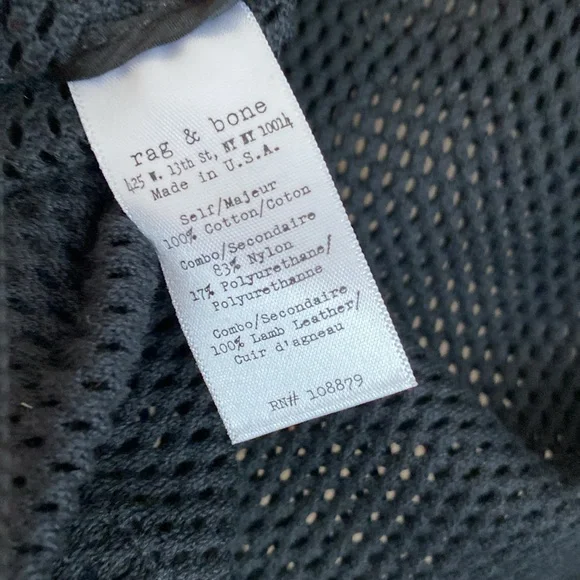 rag & bone
425 W. 13th St, NY NY 10014
Made in U.S.A.
Self/Majeur
100% Cotton/Coton
Combo/Secondaire
83% Nylon
17% Polyurethane/
Polyurethanne
Combo/Secondaire
100% Lamb Leather/
Cuir d'agneau
RN# 108879